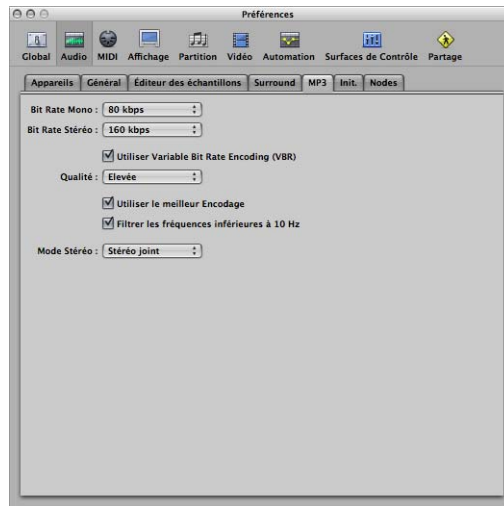 Préférences
Global Audio MIDI Affichage Partition Vidéo Automation Surfaces de Contrôle Partage
Appareils Général Éditeur des échantillons Surround MP3 Init. Nodes
Bit Rate Mono : 80 kbps
Bit Rate Stéréo : 160 kbps
Utiliser Variable Bit Rate Encoding (VBR)
Qualité : Elevée
Utiliser le meilleur Encodage
Filtrer les fréquences inférieures à 10 Hz
Mode Stéréo : Stéréo joint